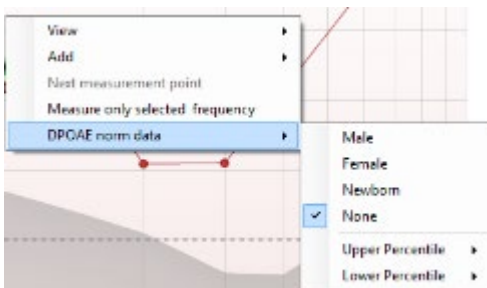 View
Add
Next measurement point
Measure only selected frequency
DPOAE norm data
Male
Female
Newborn
None
Upper Percentile
Lower Percentile